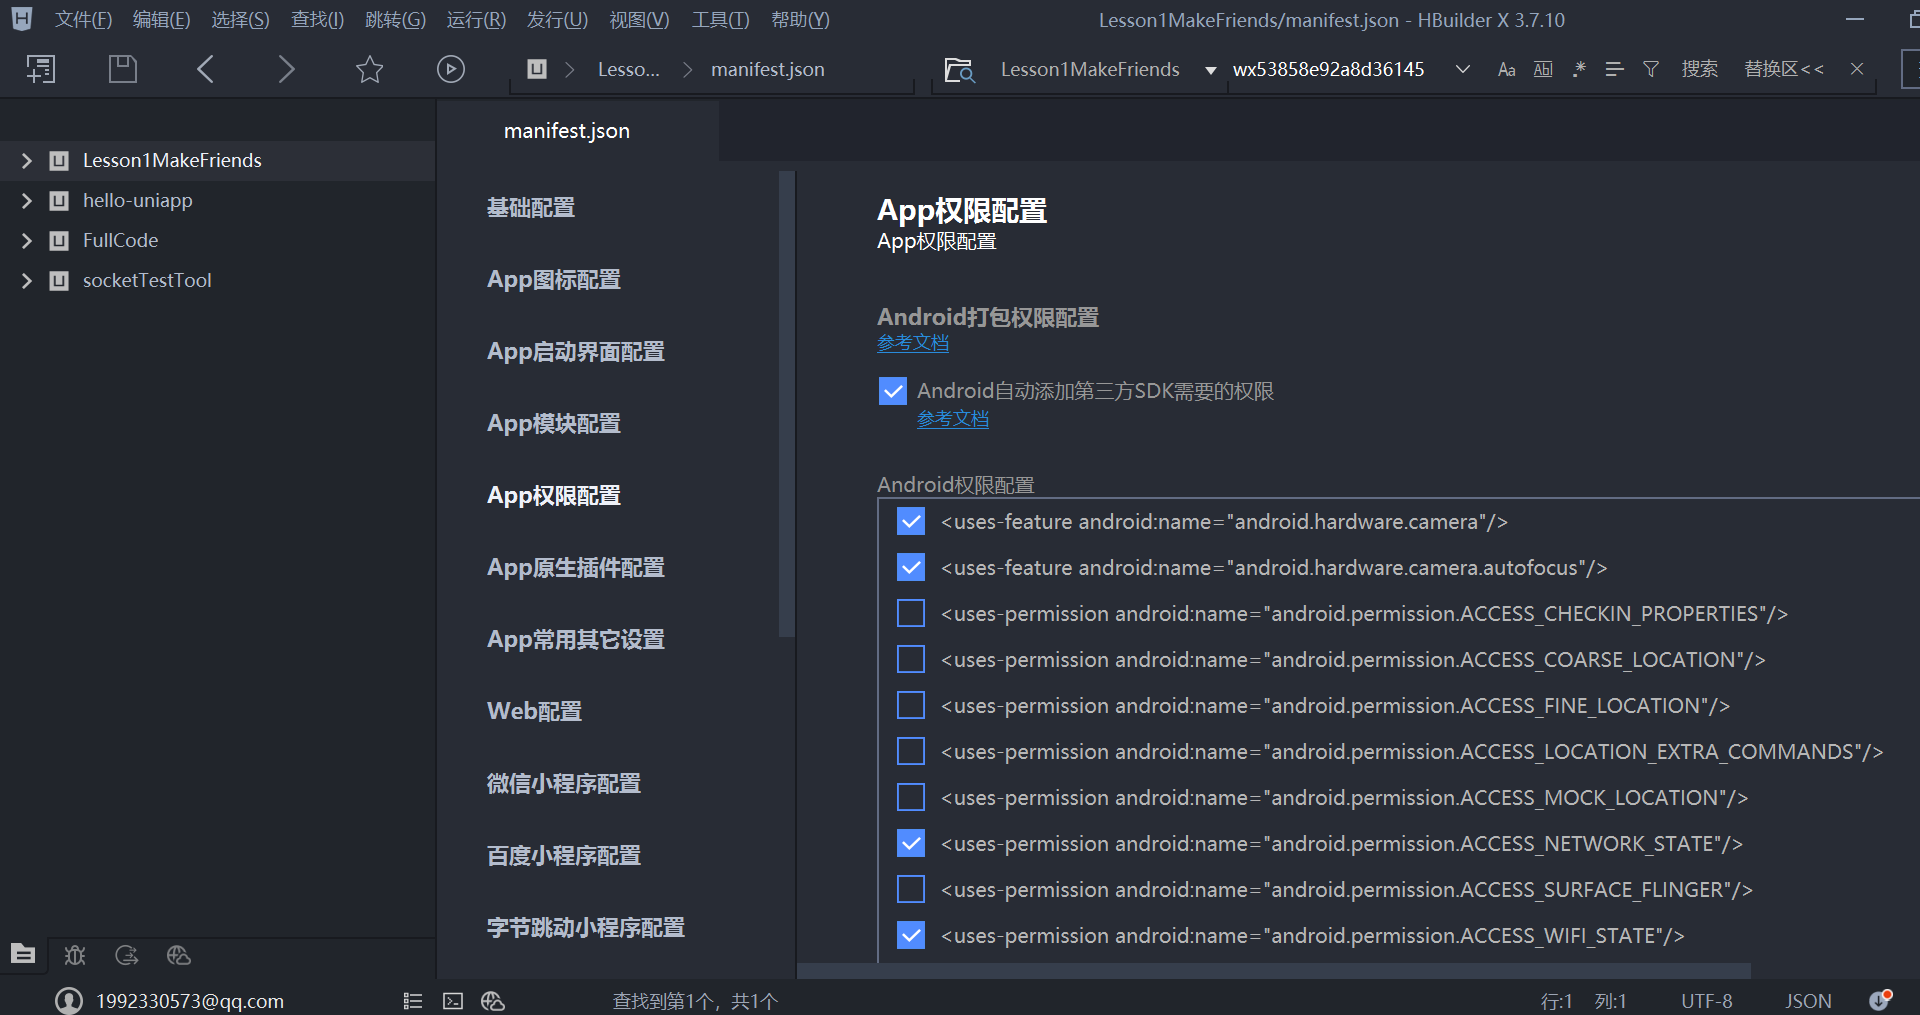 文件(F) 编辑(E) 选择(S) 查找(I) 跳转(G) 运行(R) 发行(U) 视图(V) 工具(T) 帮助(Y) Lesson1MakeFriends/manifest.json - HBuilder X 3.7.10
Lesso... manifest.json Lesson1MakeFriends wx53858e92a8d36145 Aa Ab .* 搜索 替换区<<
manifest.json
Lesson1MakeFriends
hello-uniapp
FullCode
socketTestTool
基础配置
App图标配置
App启动界面配置
App模块配置
App权限配置
App原生插件配置
App常用其它设置
Web配置
微信小程序配置
百度小程序配置
字节跳动小程序配置
App权限配置
App权限配置
Android打包权限配置
参考文档
Android自动添加第三方SDK需要的权限
参考文档
Android权限配置
<uses-feature android:name="android.hardware.camera"/>
<uses-feature android:name="android.hardware.camera.autofocus"/>
<uses-permission android:name="android.permission.ACCESS_CHECKIN_PROPERTIES"/>
<uses-permission android:name="android.permission.ACCESS_COARSE_LOCATION"/>
<uses-permission android:name="android.permission.ACCESS_FINE_LOCATION"/>
<uses-permission android:name="android.permission.ACCESS_LOCATION_EXTRA_COMMANDS"/>
<uses-permission android:name="android.permission.ACCESS_MOCK_LOCATION"/>
<uses-permission android:name="android.permission.ACCESS_NETWORK_STATE"/>
<uses-permission android:name="android.permission.ACCESS_SURFACE_FLINGER"/>
<uses-permission android:name="android.permission.ACCESS_WIFI_STATE"/>
1992330573@qq.com 查找到第1个，共1个 行:1 列:1 UTF-8 JSON